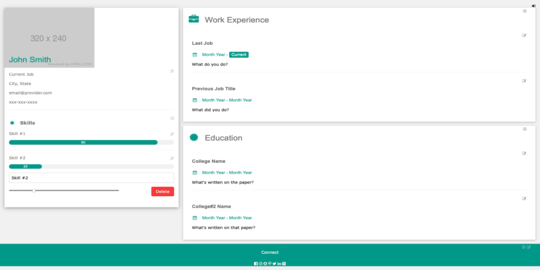 320 x 240
John Smith
Current Job
City, State
email@provider.com
xxx-xxx-xxxx
Skills
Skill #1
Skill #2
Skill #2
Delete
Work Experience
Last Job
Month Year - Current
What do you do?
Previous Job Title
Month Year - Month Year
What did you do?
Education
College Name
Month Year - Month Year
What's written on the paper?
College#2 Name
Month Year - Month Year
What's written on that paper?
Connect